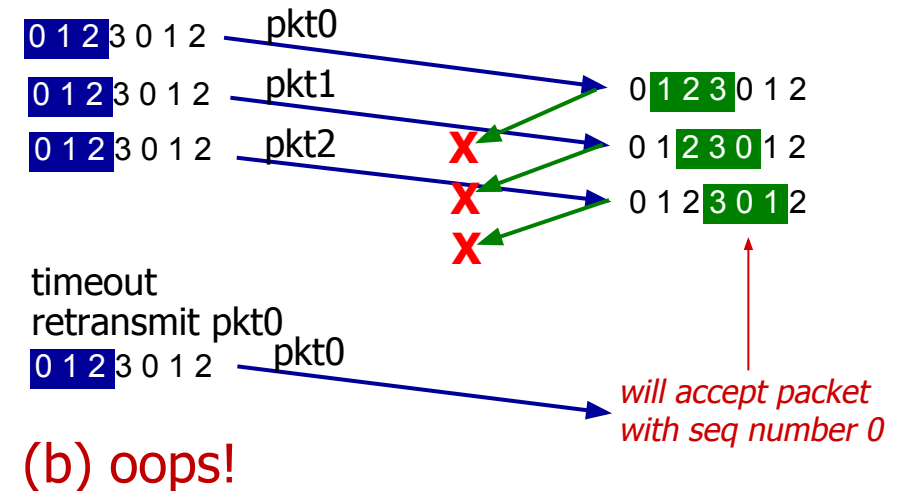 0 1 2 3 0 1 2 pkt0
0 1 2 3 0 1 2
0 1 2 3 0 1 2 pkt1
X
0 1 2 3 0 1 2
0 1 2 3 0 1 2 pkt2
X
0 1 2 3 0 1 2
X
timeout
retransmit pkt0
0 1 2 3 0 1 2 pkt0
will accept packet
with seq number 0
(b) oops!